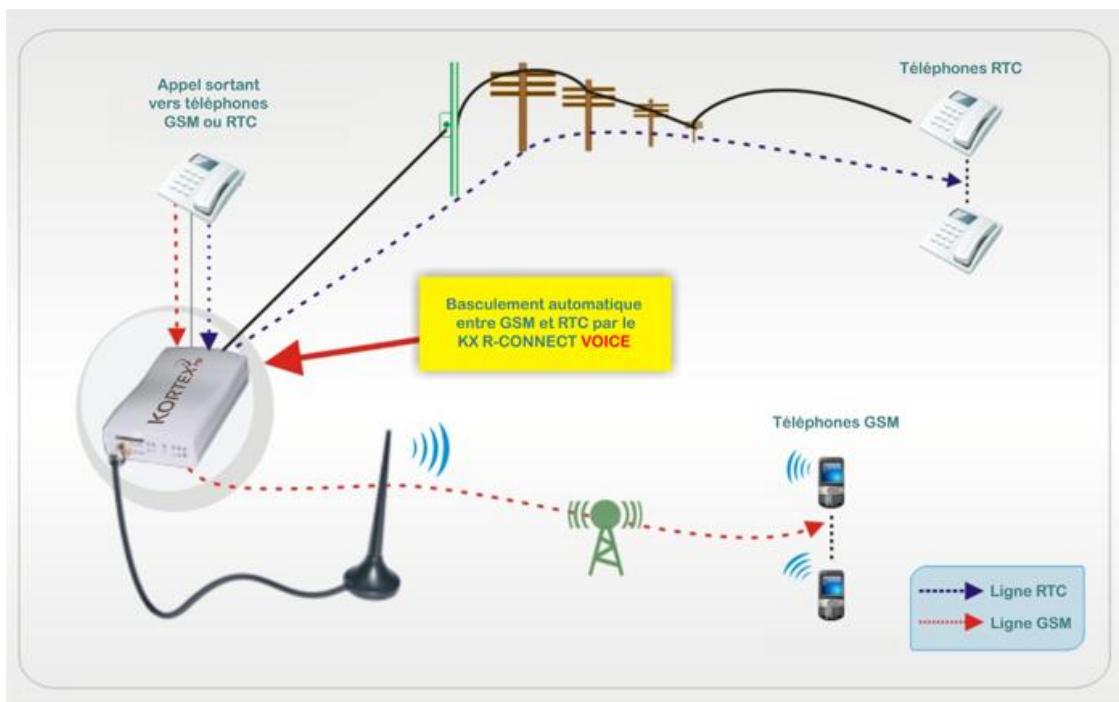 Appel sortant
vers téléphones
GSM ou RTC
Téléphones RTC
Basculement automatique
entre GSM et RTC par le
KX R-CONNECT VOICE
KORTEX
Téléphones GSM
Ligne RTC
Ligne GSM